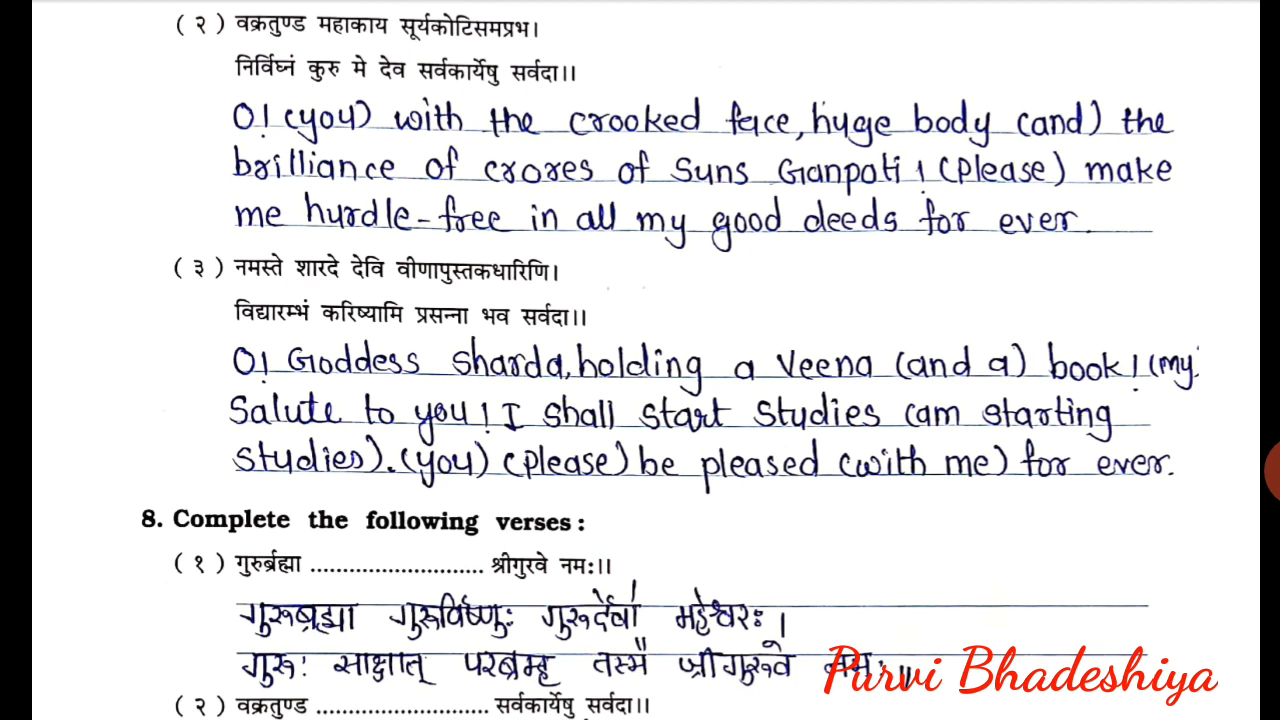 ( २ ) वक्रतुण्ड महाकाय सूर्यकोटिसमप्रभ।
निर्विघ्नं कुरु मे देव सर्वकार्येषु सर्वदा।।
O! (you) with the crooked face, huge body (and) the
brilliance of crores of Suns Ganpati ! (Please) make
me hurdle-free in all my good deeds for ever.
( ३ ) नमस्ते शारदे देवि वीणापुस्तकधारिणि।
विद्यारम्भं करिष्यामि प्रसन्ना भव सर्वदा।।
O! Goddess Sharda, holding a Veena (and a) book! (my
Salute to you! I shall start studies (am starting
studies). (you) (please) be pleased (with me) for ever.
8. Complete the following verses :
( १ ) गुरुर्ब्रह्मा .......................... श्रीगुरवे नमः।।
गुरूब्रह्मा गुरूर्विष्णुः गुरूर्देवो महेश्वरः ।
गुरूः साक्षात् परब्रम्ह तस्मै श्रीगुरुवे नमः ॥
Purvi Bhadeshiya
( २ ) वक्रतुण्ड .......................... सर्वकार्येषु सर्वदा।।